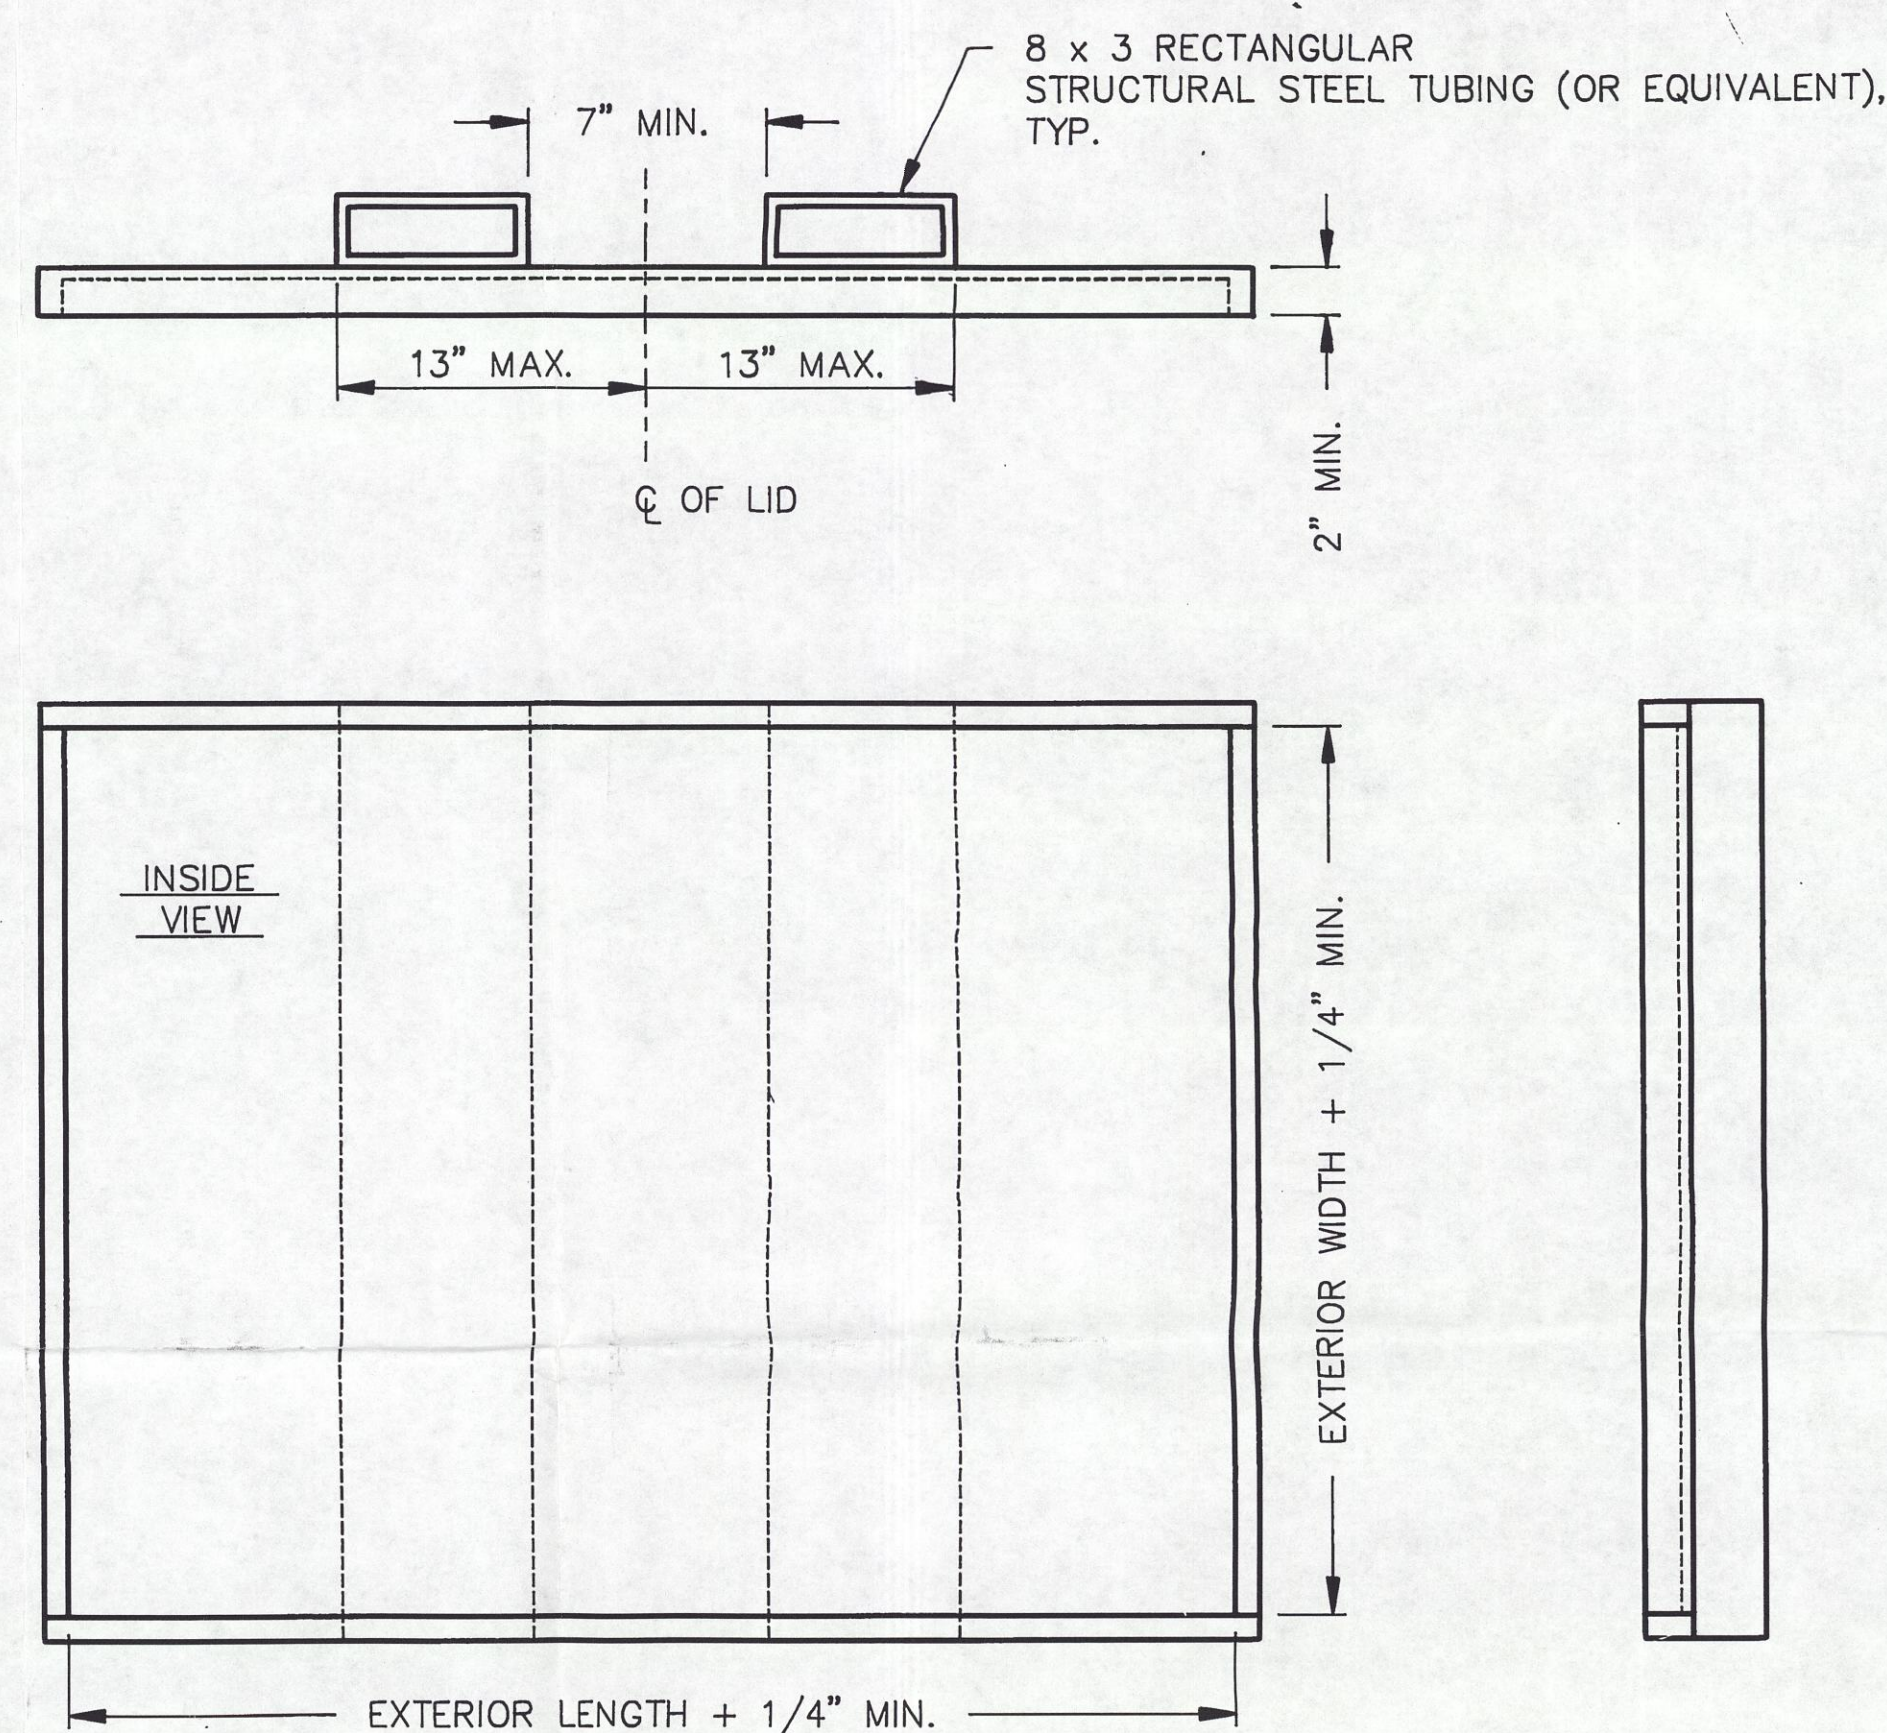 8 x 3 RECTANGULAR
STRUCTURAL STEEL TUBING (OR EQUIVALENT),
TYP.
7" MIN.
13" MAX.
13" MAX.
℄ OF LID
2" MIN.
INSIDE
VIEW
EXTERIOR WIDTH + 1/4" MIN.
EXTERIOR LENGTH + 1/4" MIN.